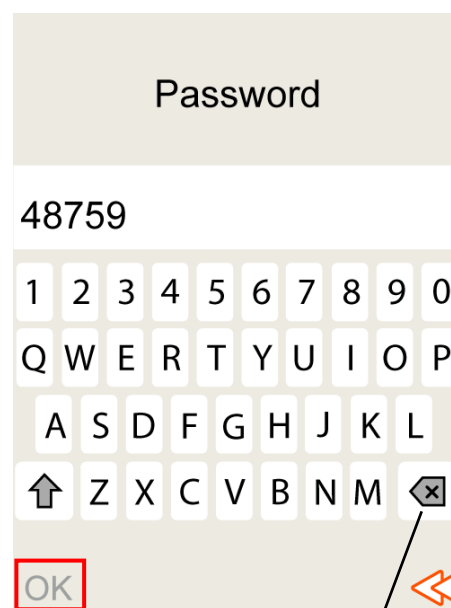 Password
48759
1 2 3 4 5 6 7 8 9 0
Q W E R T Y U I O P
A S D F G H J K L
Z X C V B N M
OK